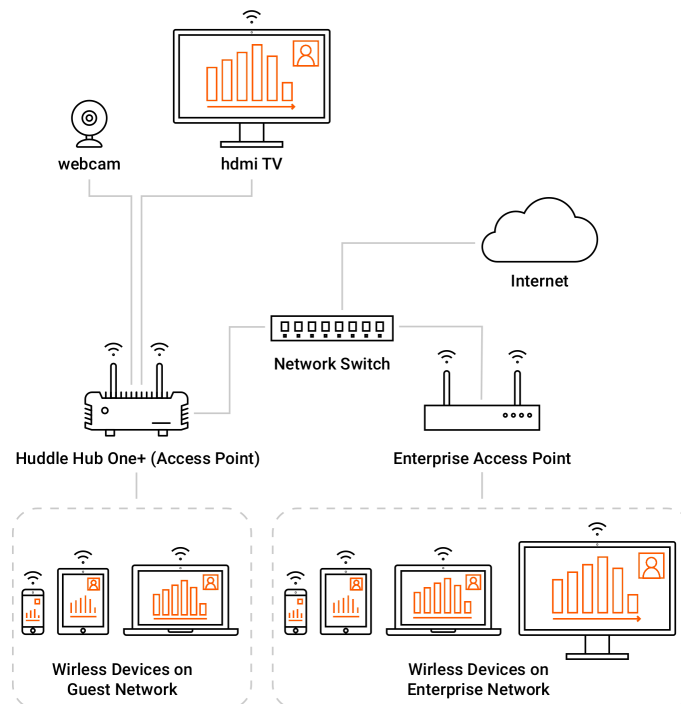 webcam
hdmi TV
Internet
Network Switch
Huddle Hub One+ (Access Point)
Enterprise Access Point
Wirless Devices on
Guest Network
Wirless Devices on
Enterprise Network